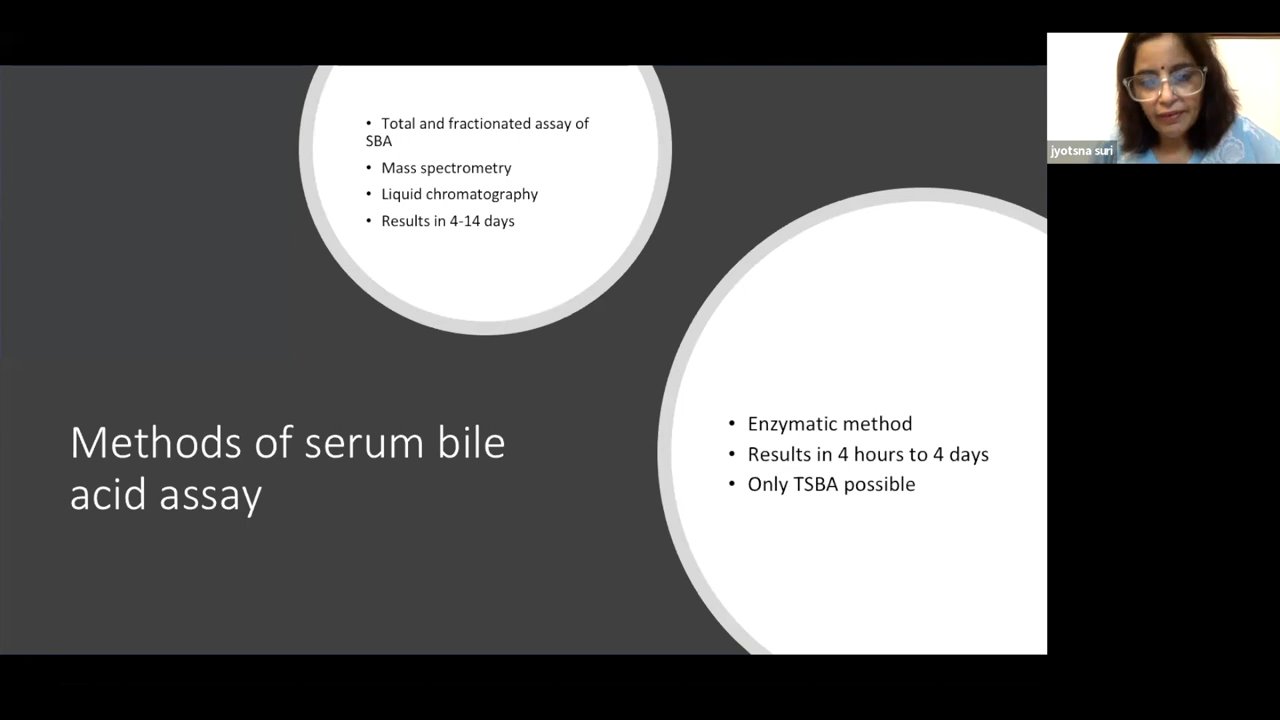 • Total and fractionated assay of
SBA
• Mass spectrometry
• Liquid chromatography
• Results in 4-14 days
Methods of serum bile
acid assay
• Enzymatic method
• Results in 4 hours to 4 days
• Only TSBA possible
jyotsna suri